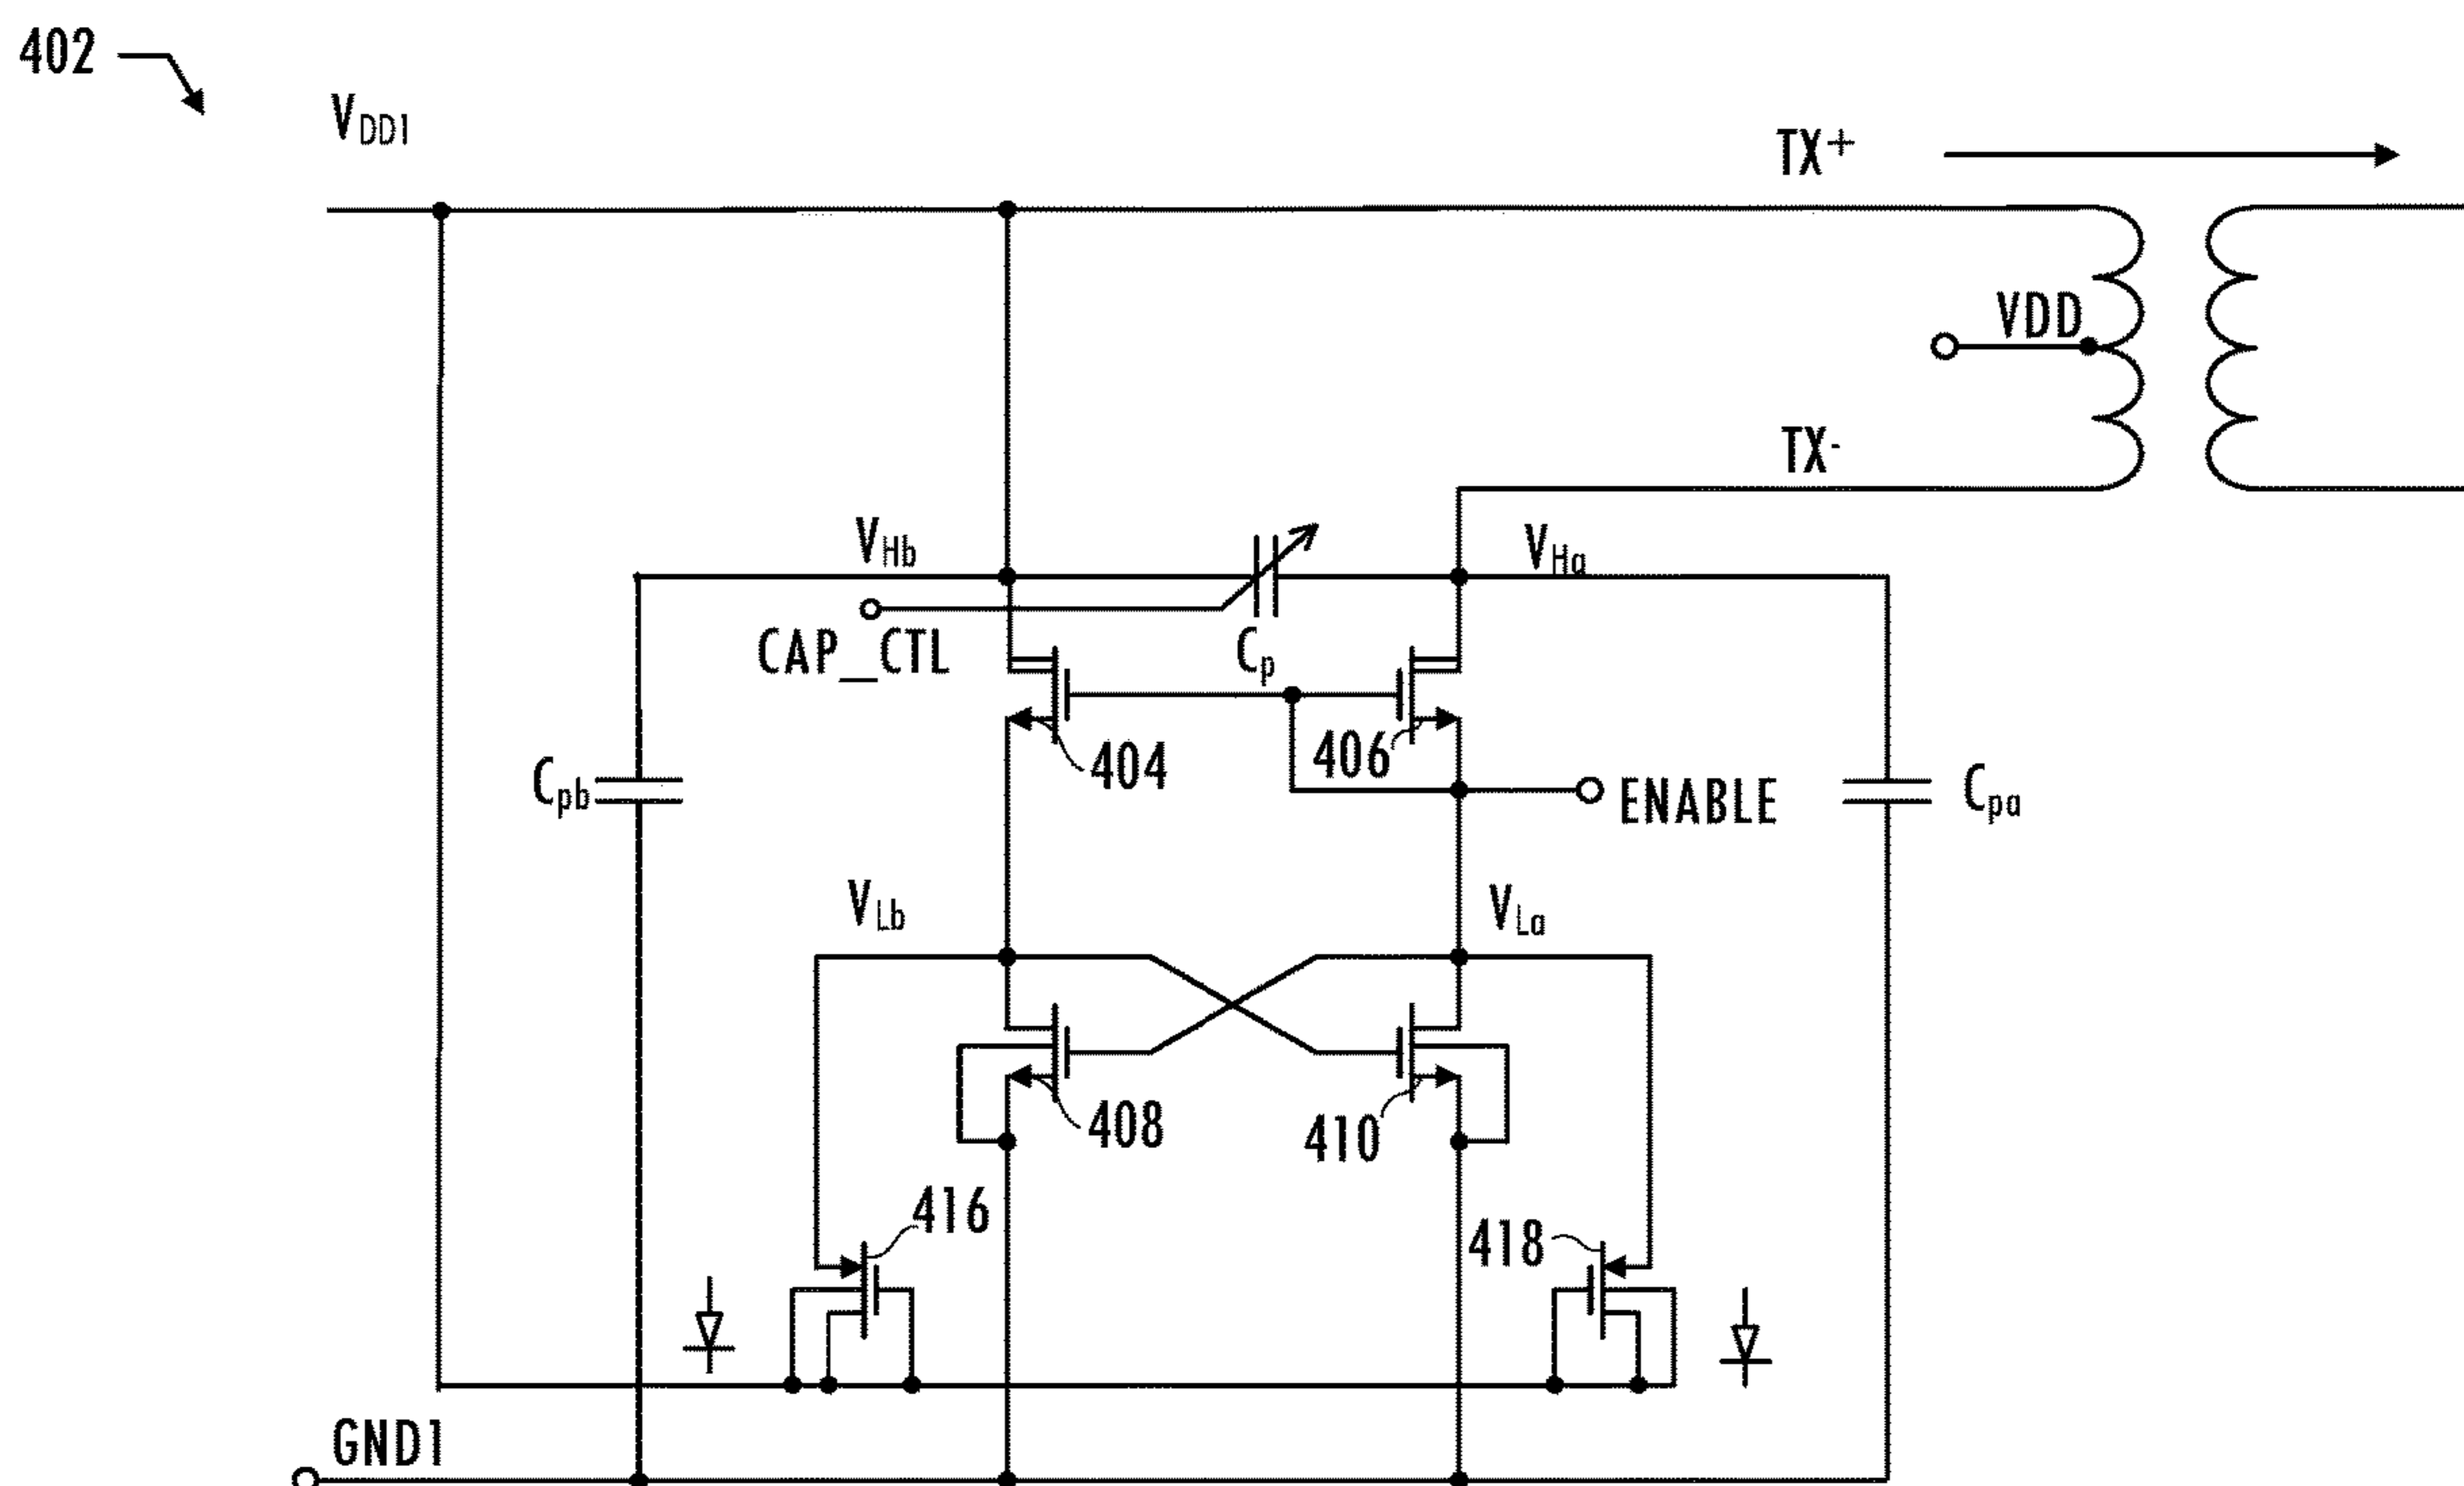 402
VDD1
TX+
VDD
TX-
VHb
VHa
CAP_CTL
Cp
404
406
Cpb
ENABLE
Cpa
VLb
VLa
408
410
416
418
GND1